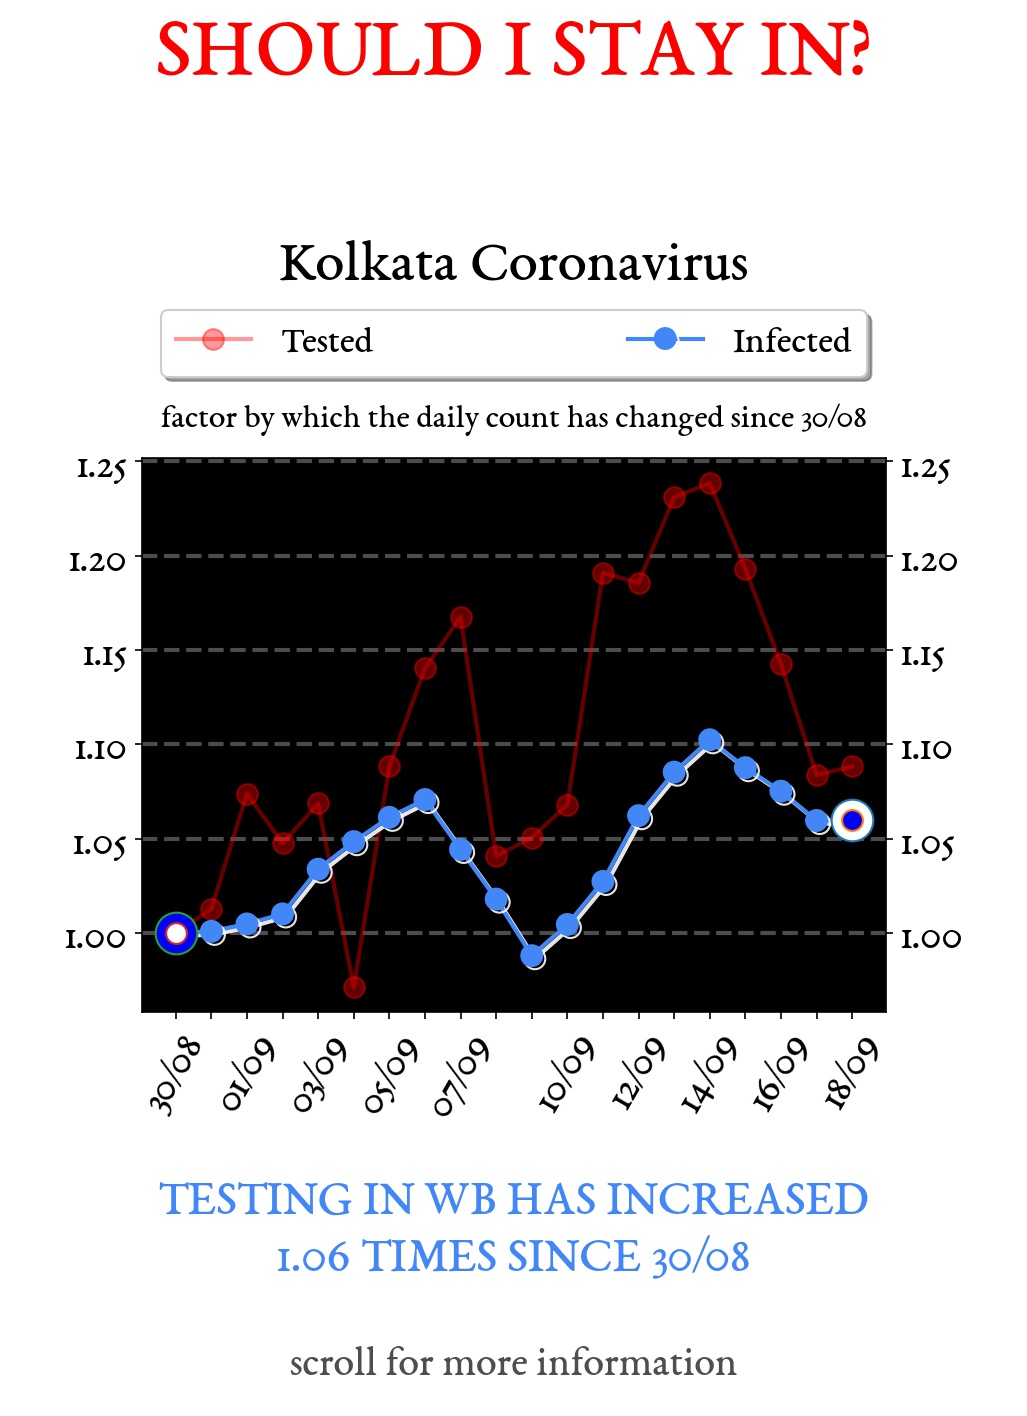 SHOULD I STAY IN?
Kolkata Coronavirus
Tested Infected
factor by which the daily count has changed since 30/08
1.25 1.25
1.20 1.20
1.15 1.15
1.10 1.10
1.05 1.05
1.00 1.00
30/08 01/09 03/09 05/09 07/09 10/09 12/09 14/09 16/09 18/09
TESTING IN WB HAS INCREASED
1.06 TIMES SINCE 30/08
scroll for more information